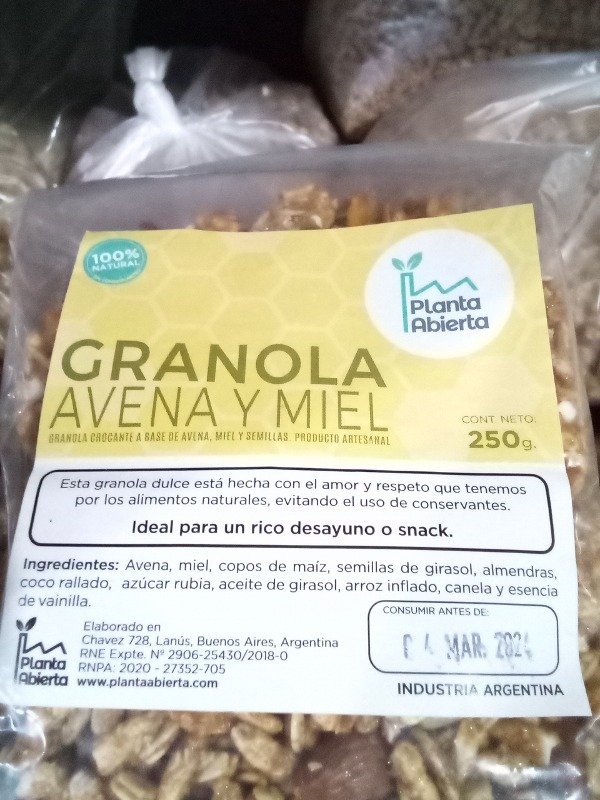 100%
NATURAL
Planta
Abierta
GRANOLA
AVENA Y MIEL
GRANOLA CROCANTE A BASE DE AVENA, MIEL Y SEMILLAS. PRODUCTO ARTESANAL
CONT. NETO:
250g.
Esta granola dulce está hecha con el amor y respeto que tenemos
por los alimentos naturales, evitando el uso de conservantes.
Ideal para un rico desayuno o snack.
Ingredientes: Avena, miel, copos de maíz, semillas de girasol, almendras,
coco rallado, azúcar rubia, aceite de girasol, arroz inflado, canela y esencia
de vainilla.
Planta
Abierta
Elaborado en
Chavez 728, Lanús, Buenos Aires, Argentina
RNE Expte. Nº 2906-25430/2018-0
RNPA: 2020 - 27352-705
www.plantaabierta.com
CONSUMIR ANTES DE:
04 MAR. 2024
INDUSTRIA ARGENTINA